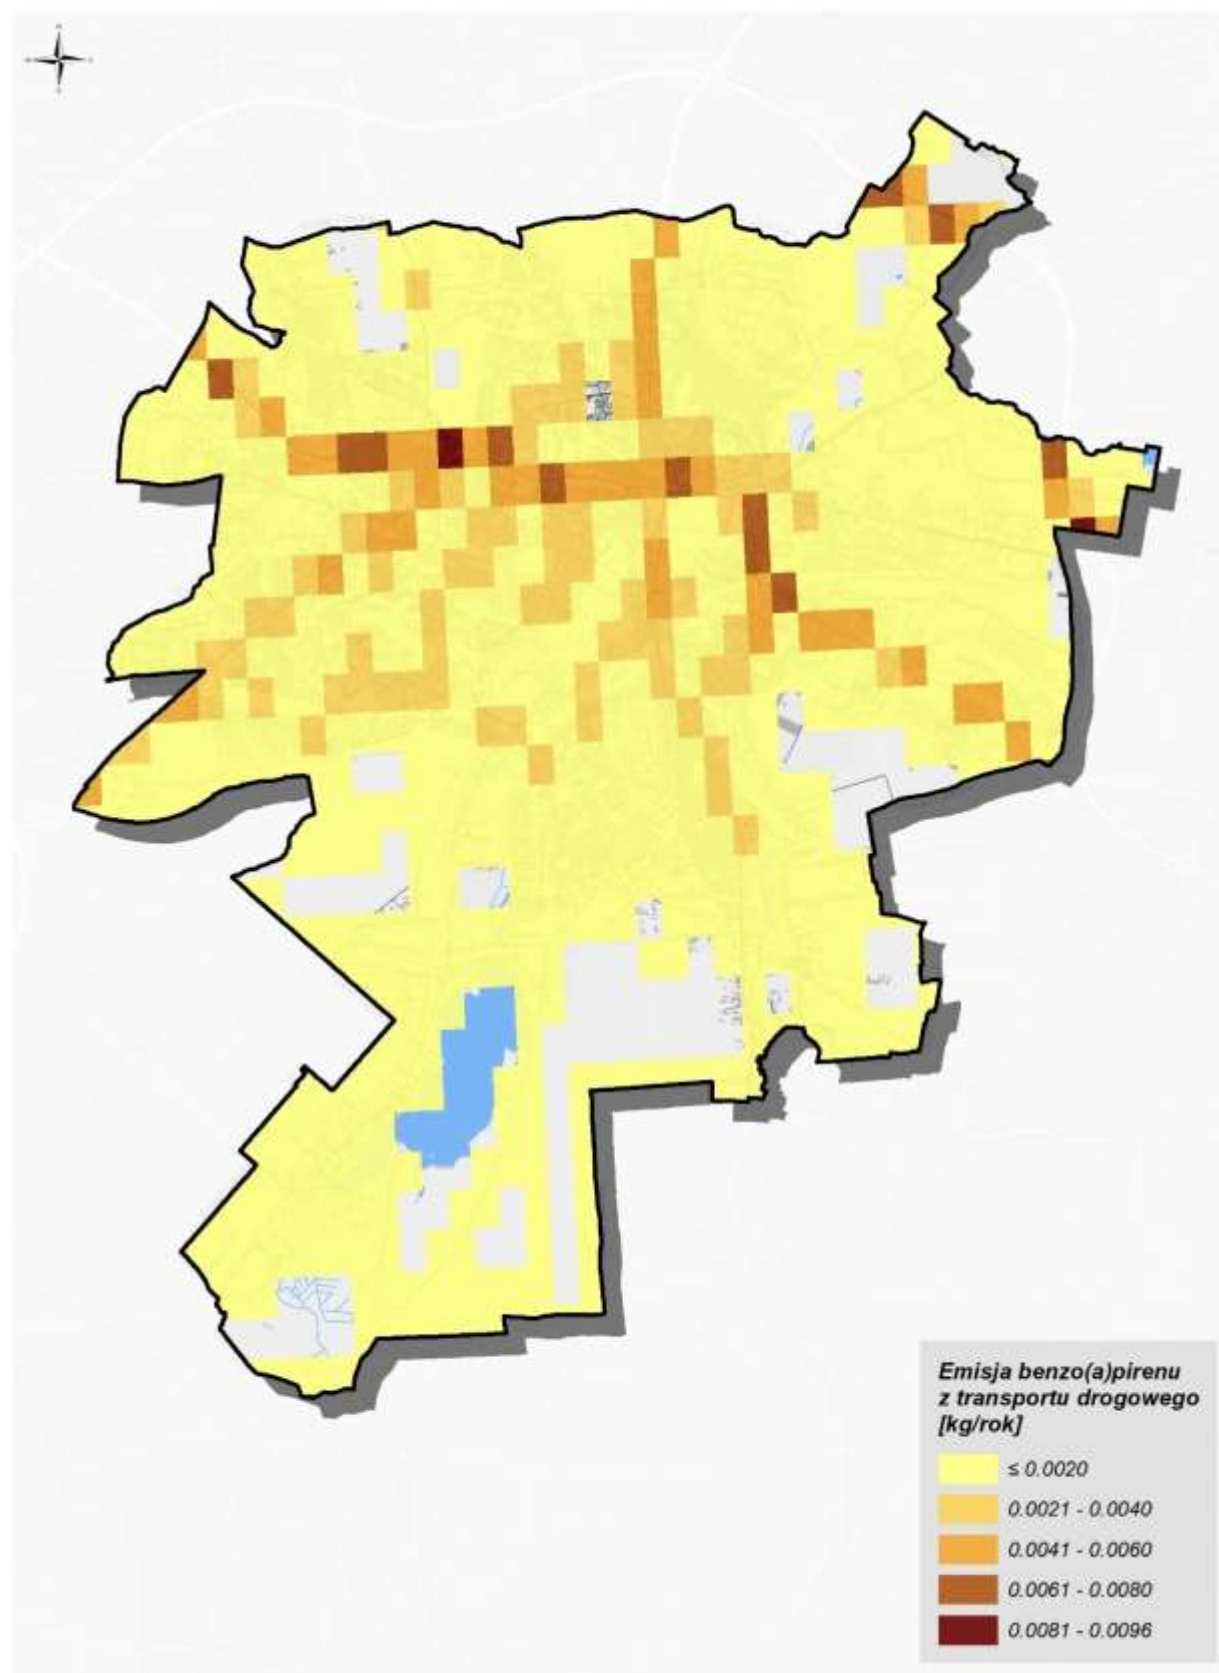 Emisja benzo(a)pirenu
z transportu drogowego
[kg/rok]
≤ 0.0020
0.0021 - 0.0040
0.0041 - 0.0060
0.0061 - 0.0080
0.0081 - 0.0096